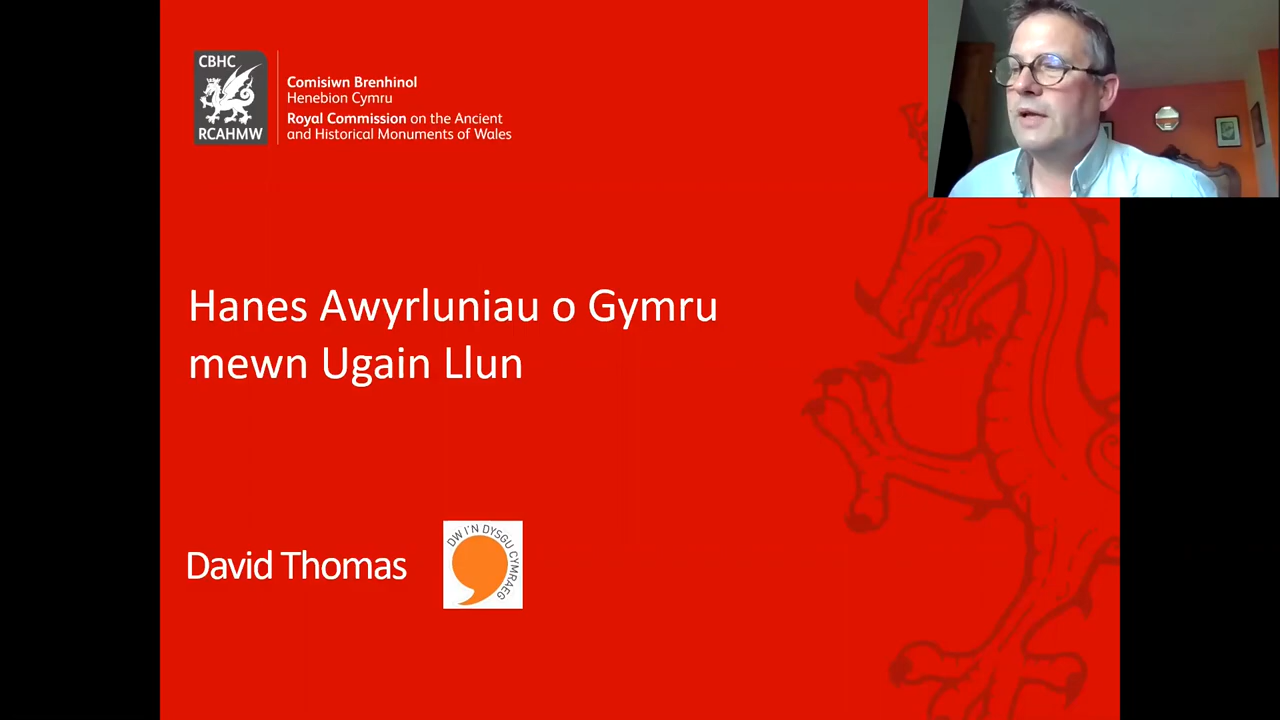 CBHC
RCAHMW
Comisiwn Brenhinol
Henebion Cymru
Royal Commission on the Ancient
and Historical Monuments of Wales
Hanes Awyrluniau o Gymru
mewn Ugain Llun
David Thomas
DW I'N DYSGU CYMRAEG